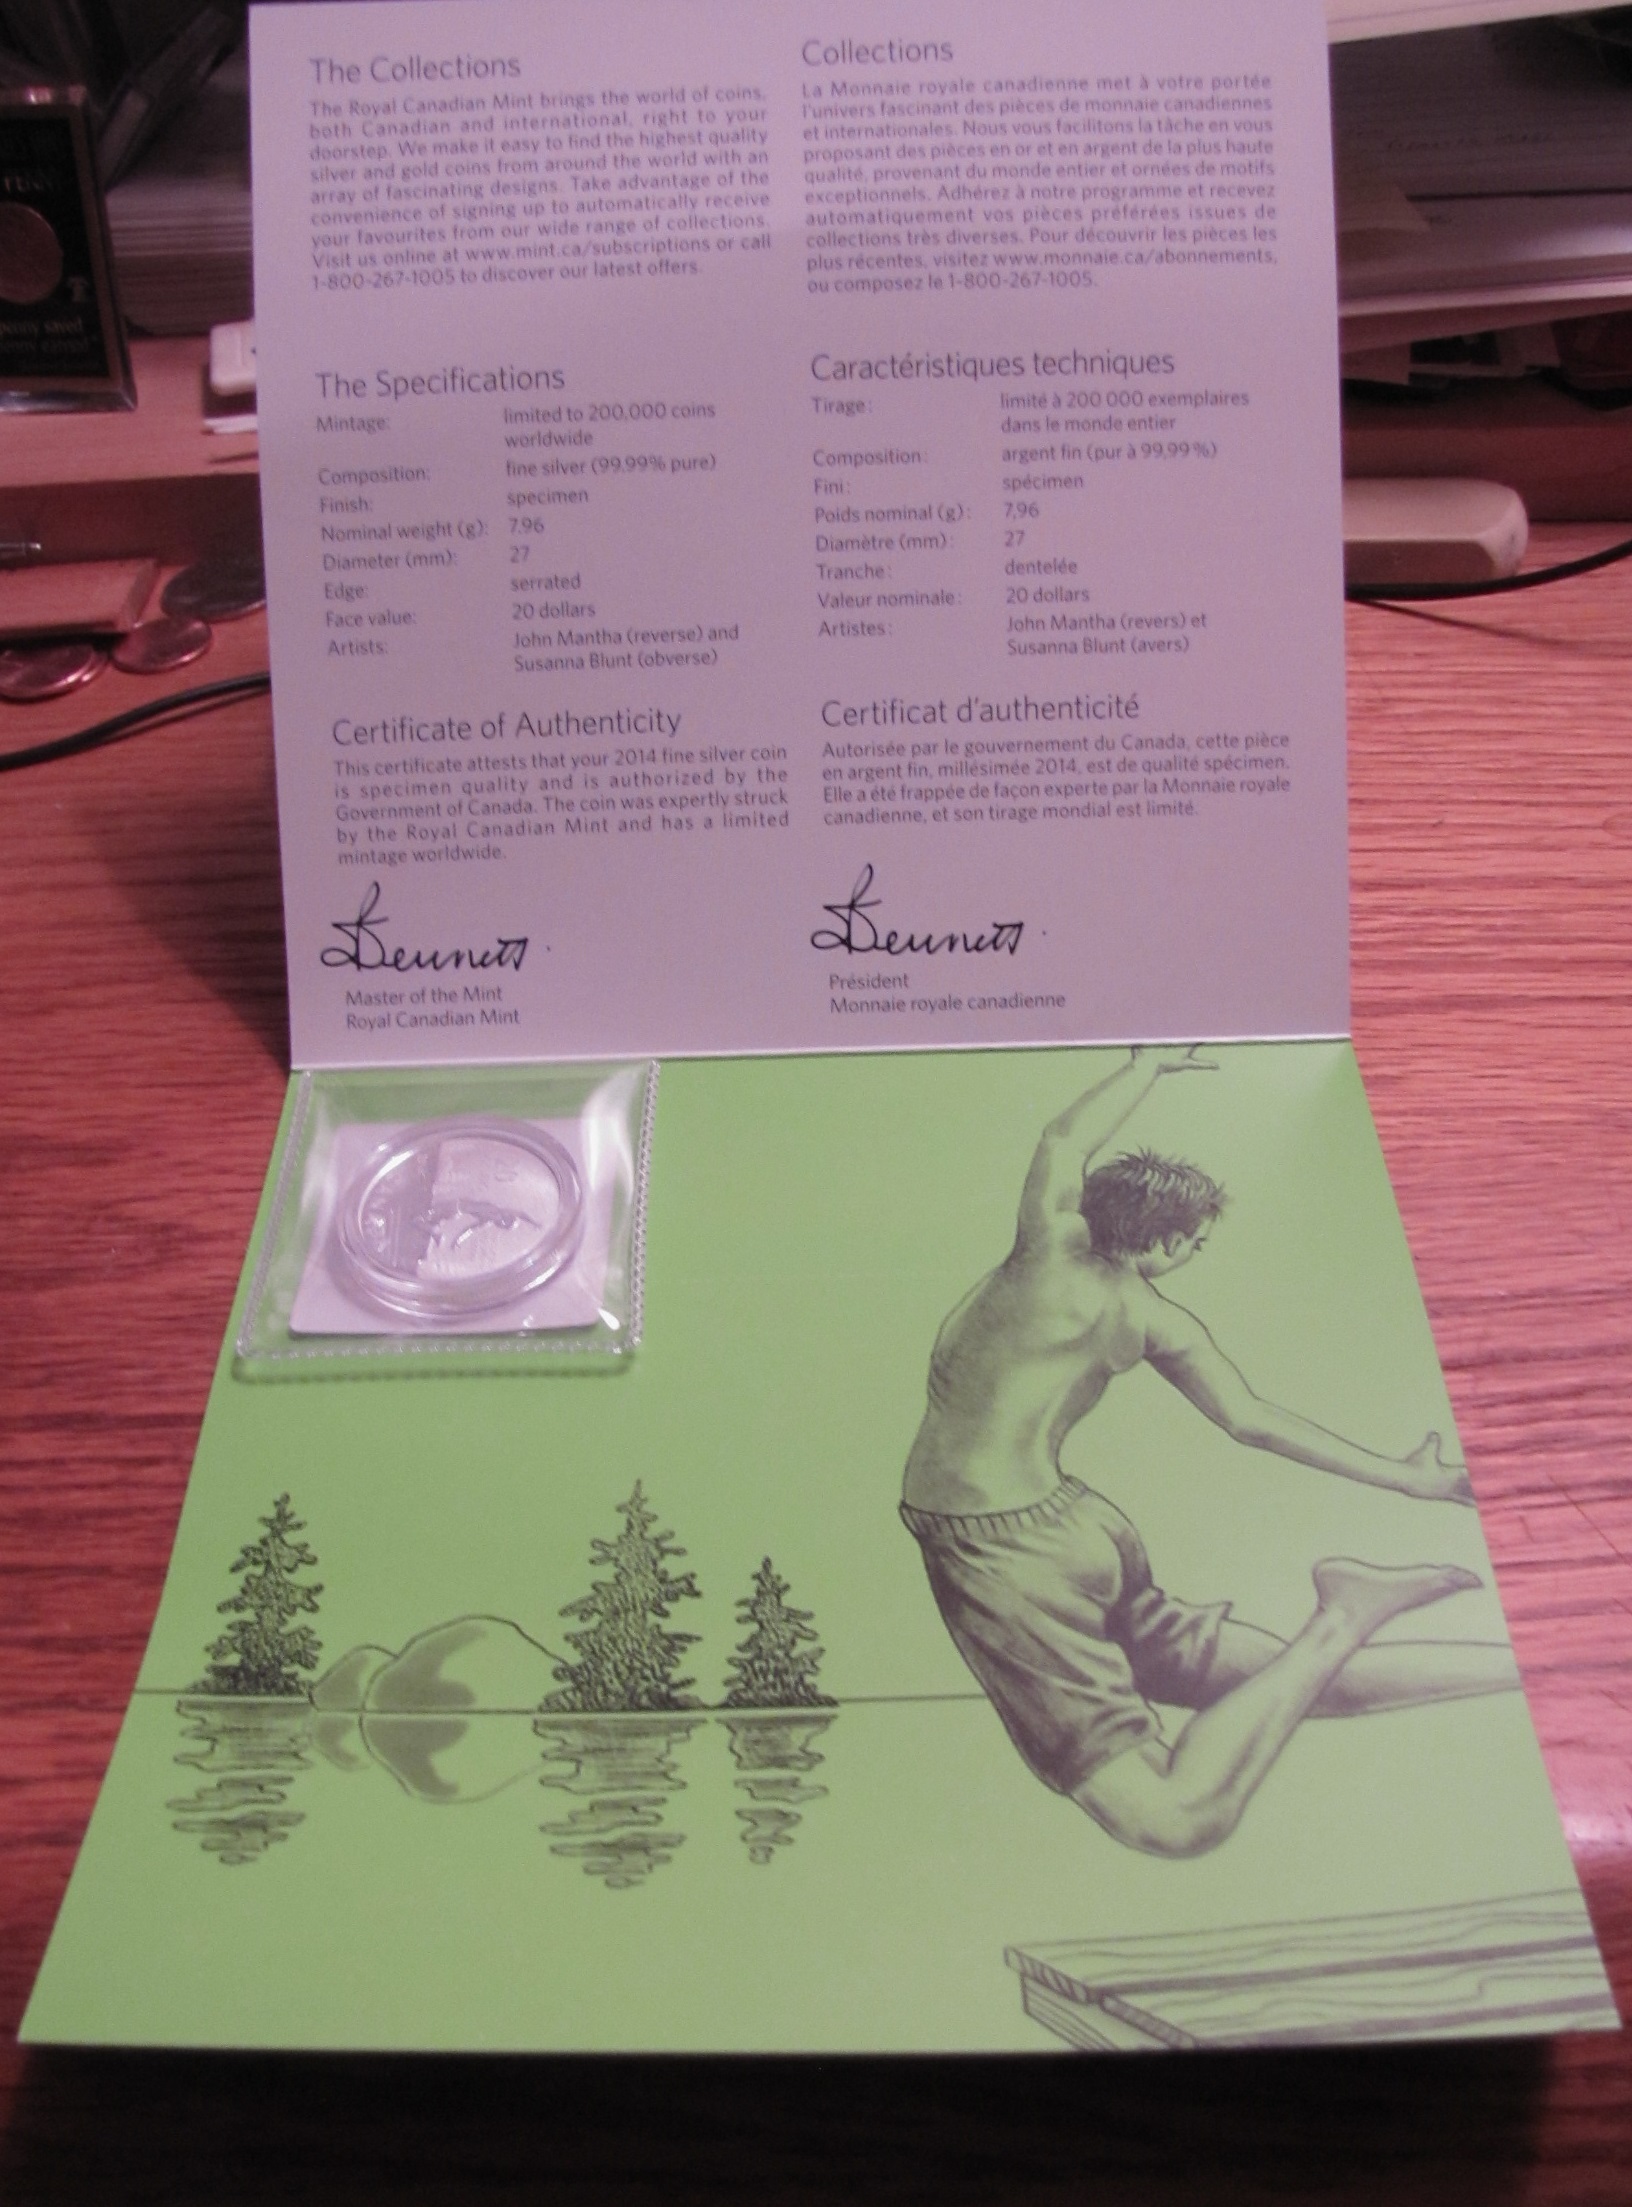 The Collections
The Royal Canadian Mint brings the world of coins,
both Canadian and international, right to your
doorstep. We make it easy to find the highest quality
silver and gold coins from around the world with an
array of fascinating designs. Take advantage of the
convenience of signing up to automatically receive
your favourites from our wide range of collections.
Visit us online at www.mint.ca/subscriptions or call
1-800-267-1005 to discover our latest offers.
Collections
La Monnaie royale canadienne met à votre portée
l'univers fascinant des pièces de monnaie canadiennes
et internationales. Nous vous facilitons la tâche en vous
proposant des pièces en or et en argent de la plus haute
qualité, provenant du monde entier et ornées de motifs
exceptionnels. Adhérez à notre programme et recevez
automatiquement vos pièces préférées issues de
collections très diverses. Pour découvrir les pièces les
plus récentes, visitez www.monnaie.ca/abonnements,
ou composez le 1-800-267-1005.
The Specifications
Mintage: limited to 200,000 coins
worldwide
Composition: fine silver (99.99% pure)
Finish: specimen
Nominal weight (g): 7.96
Diameter (mm): 27
Edge: serrated
Face value: 20 dollars
Artists: John Mantha (reverse) and
Susanna Blunt (obverse)
Caractéristiques techniques
Tirage : limité à 200 000 exemplaires
dans le monde entier
Composition : argent fin (pur à 99,99 %)
Fini : spécimen
Poids nominal (g) : 7,96
Diamètre (mm) : 27
Tranche : dentelée
Valeur nominale : 20 dollars
Artistes : John Mantha (revers) et
Susanna Blunt (avers)
Certificate of Authenticity
This certificate attests that your 2014 fine silver coin
is specimen quality and is authorized by the
Government of Canada. The coin was expertly struck
by the Royal Canadian Mint and has a limited
mintage worldwide.
Bennett
Master of the Mint
Royal Canadian Mint
Certificat d'authenticité
Autorisée par le gouvernement du Canada, cette pièce
en argent fin, millésimée 2014, est de qualité spécimen.
Elle a été frappée de façon experte par la Monnaie royale
canadienne, et son tirage mondial est limité.
Bennett
Président
Monnaie royale canadienne
penny saved